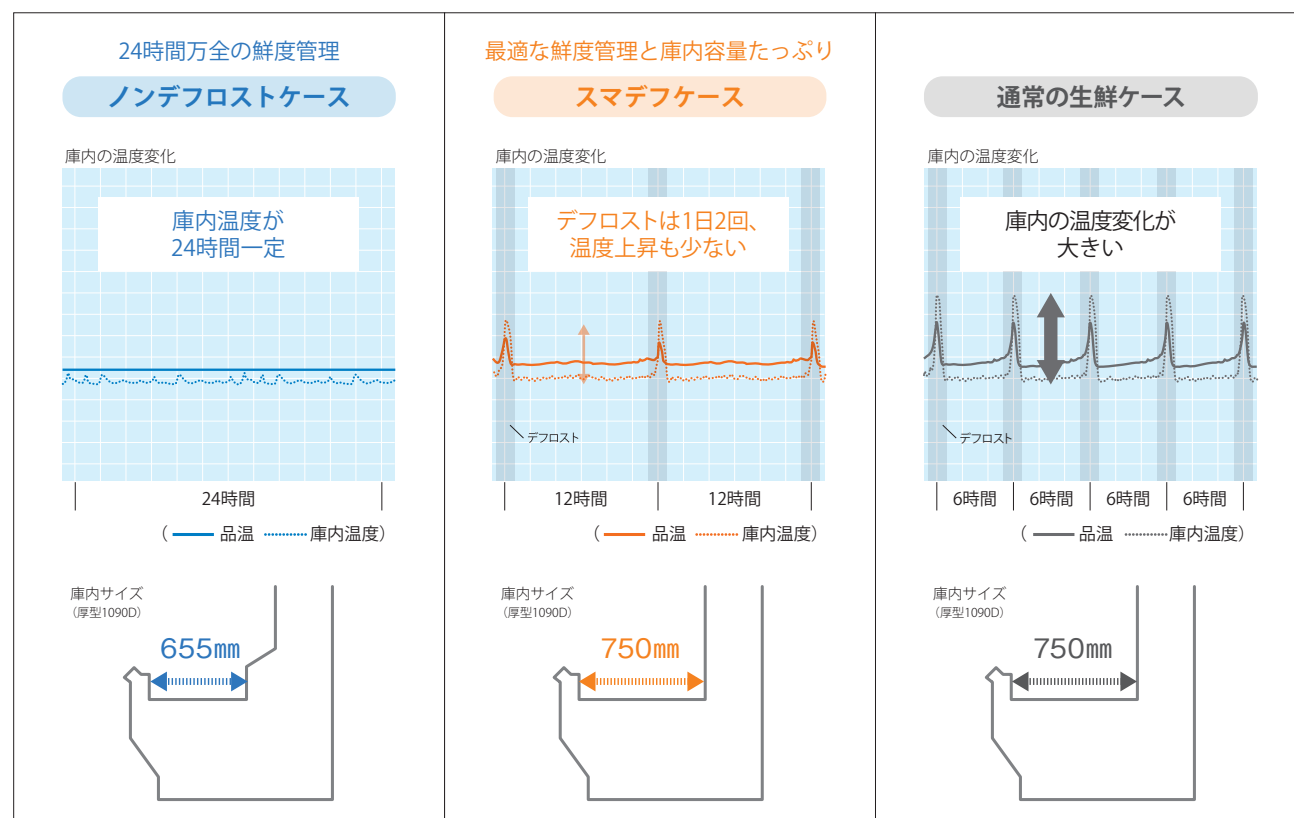 24時間万全の鮮度管理
ノンデフロストケース
庫内の温度変化
庫内温度が
24時間一定
24時間
(品温 庫内温度)
庫内サイズ
(厚型1090D)
655㎜
最適な鮮度管理と庫内容量たっぷり
スマデフケース
庫内の温度変化
デフロストは1日2回、
温度上昇も少ない
デフロスト
12時間 12時間
(品温 庫内温度)
庫内サイズ
(厚型1090D)
750㎜
通常の生鮮ケース
庫内の温度変化
庫内の温度変化が
大きい
デフロスト
6時間 6時間 6時間 6時間
(品温 庫内温度)
庫内サイズ
(厚型1090D)
750㎜